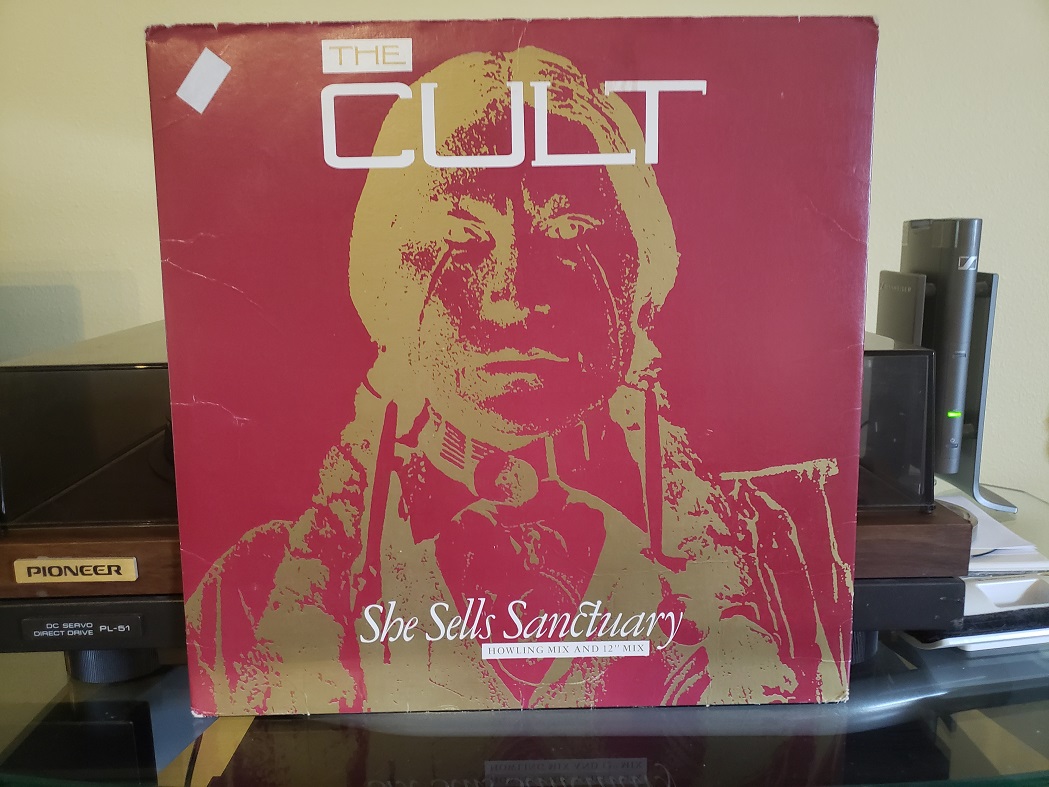 THE
CULT
She Sells Sanctuary
HOWLING MIX AND 12" MIX
PIONEER
DC SERVO
DIRECT DRIVE PL-51